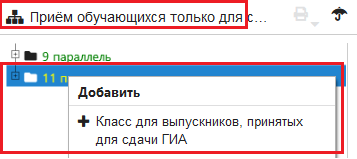 Приём обучающихся только для с...
9 параллель
11 п
Добавить
Класс для выпускников, принятых
для сдачи ГИА